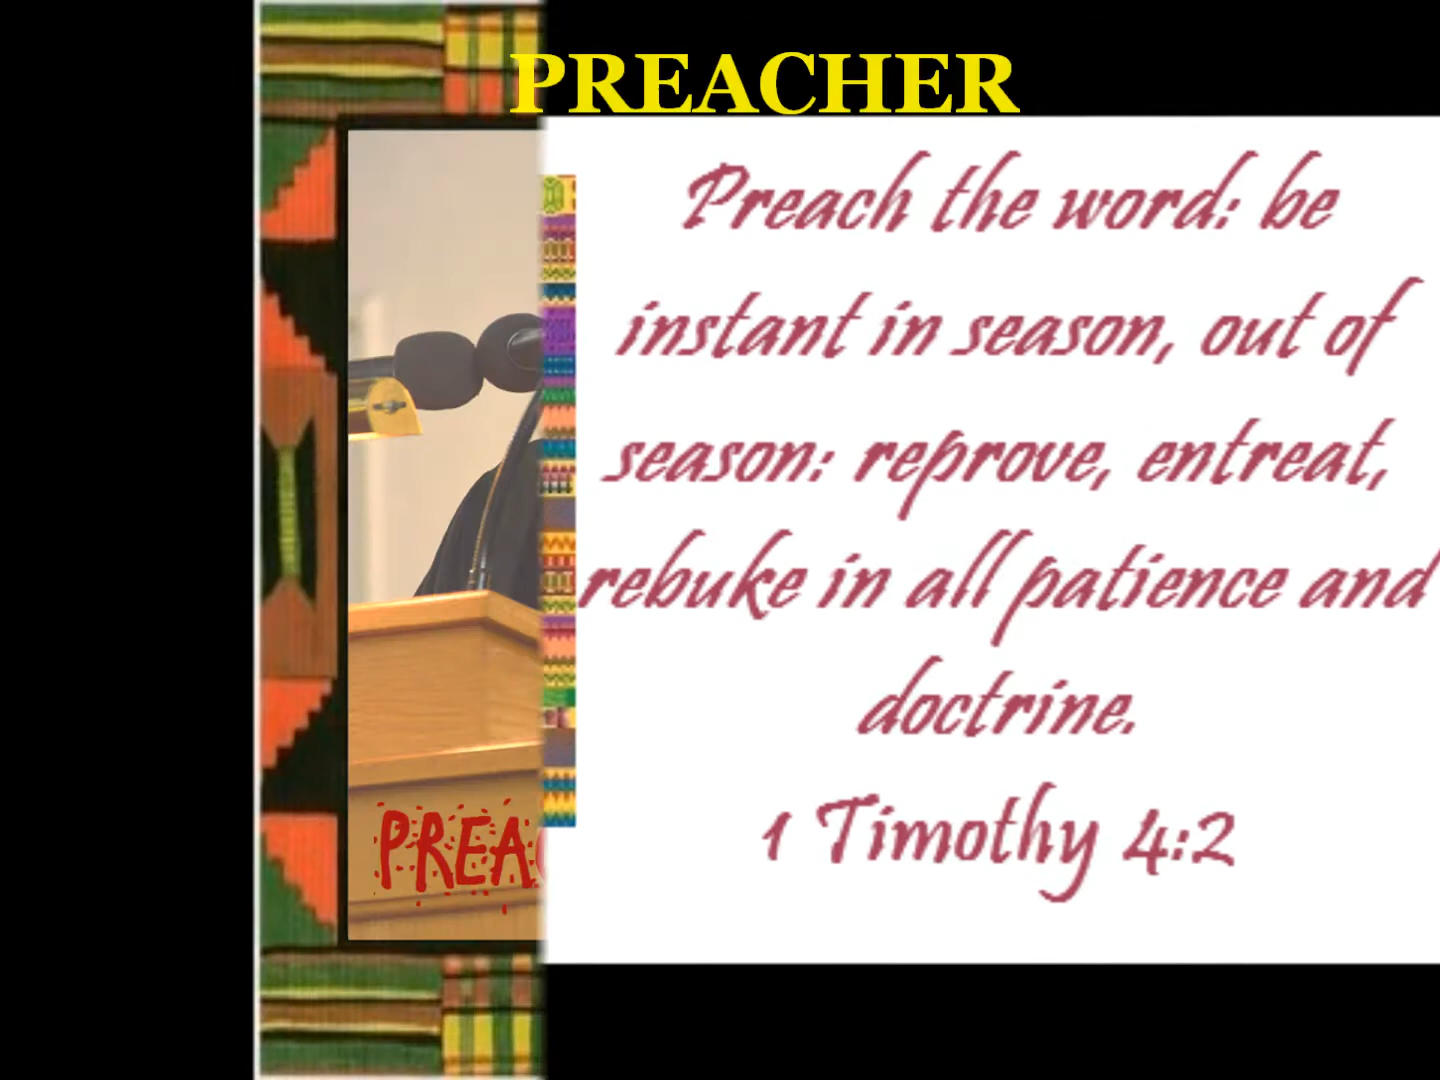 PREACHER
Preach the word: be
instant in season, out of
season: reprove, entreat,
rebuke in all patience and
doctrine.
1 Timothy 4:2
PREA